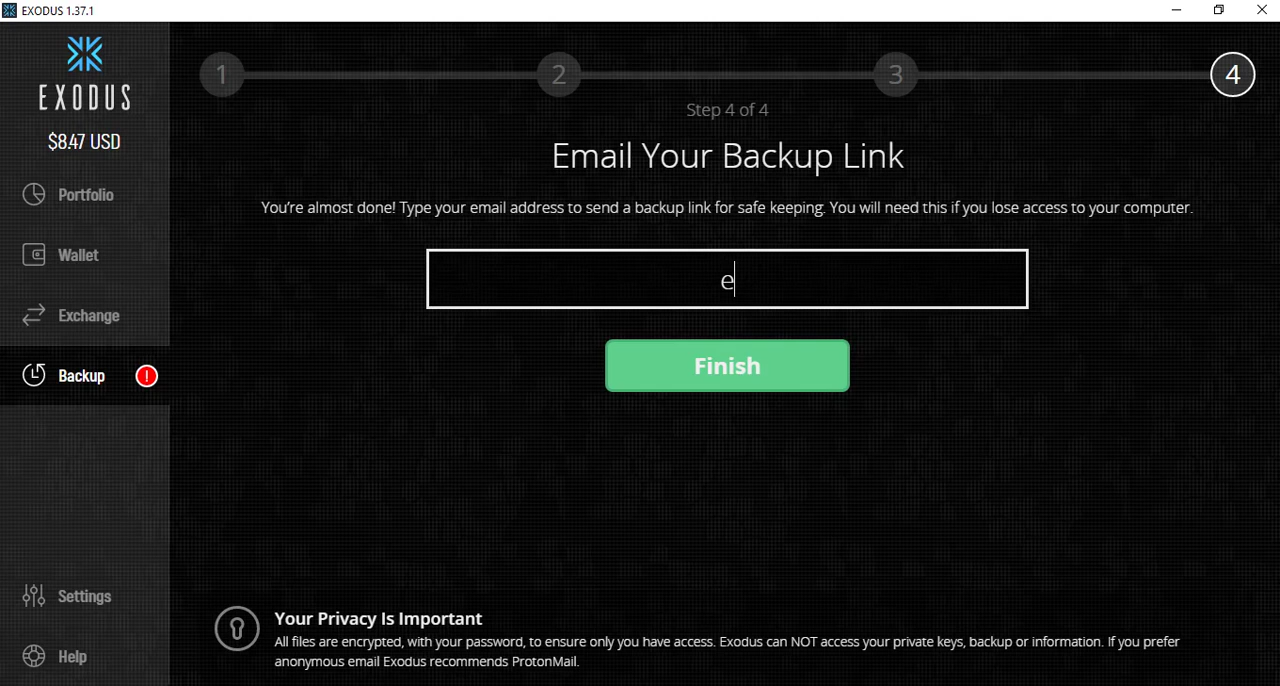 EXODUS 1.37.1
EXODUS
$8.47 USD
Portfolio
Wallet
Exchange
Backup
!
Settings
Help
1
2
3
4
Step 4 of 4
Email Your Backup Link
You’re almost done! Type your email address to send a backup link for safe keeping. You will need this if you lose access to your computer.
e
Finish
Your Privacy Is Important
All files are encrypted, with your password, to ensure only you have access. Exodus can NOT access your private keys, backup or information. If you prefer
anonymous email Exodus recommends ProtonMail.